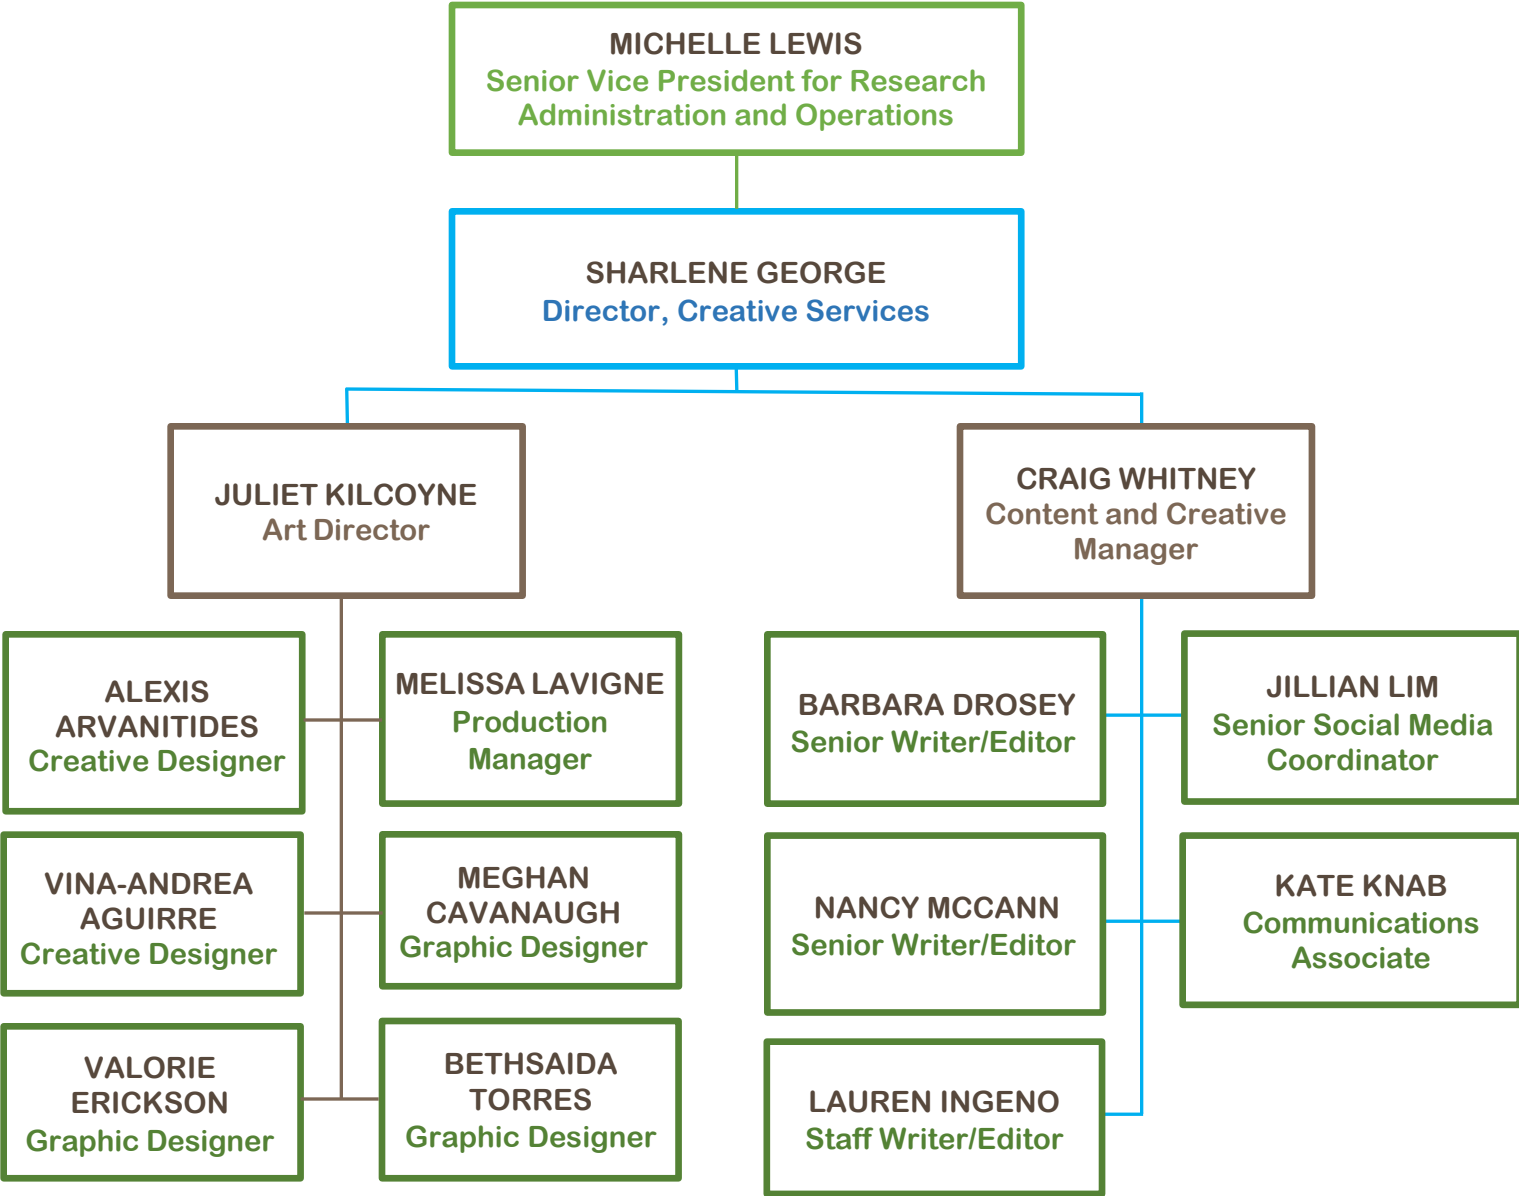 MICHELLE LEWIS
Senior Vice President for Research
Administration and Operations
SHARLENE GEORGE
Director, Creative Services
JULIET KILCOYNE
Art Director
CRAIG WHITNEY
Content and Creative
Manager
ALEXIS
ARVANITIDES
Creative Designer
MELISSA LAVIGNE
Production
Manager
BARBARA DROSEY
Senior Writer/Editor
JILLIAN LIM
Senior Social Media
Coordinator
VINA-ANDREA
AGUIRRE
Creative Designer
MEGHAN
CAVANAUGH
Graphic Designer
NANCY MCCANN
Senior Writer/Editor
KATE KNAB
Communications
Associate
VALORIE
ERICKSON
Graphic Designer
BETHSAIDA
TORRES
Graphic Designer
LAUREN INGENO
Staff Writer/Editor